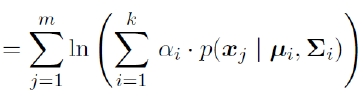 = \sum_{j=1}^{m} \ln \left( \sum_{i=1}^{k} \alpha_i \cdot p(\boldsymbol{x}_j \mid \boldsymbol{\mu}_i, \boldsymbol{\Sigma}_i) \right)